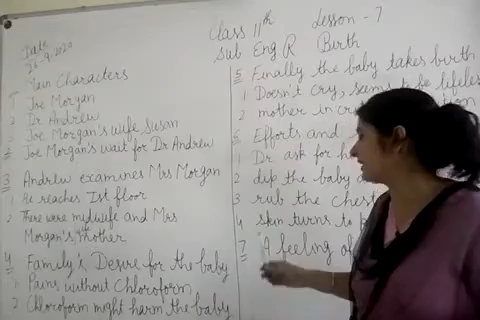 Class 11th Lesson - 7
Sub Eng R Birth
Date
26-9-2020
Main Characters
1 Joe Morgan
2 Dr Andrew
3 Joe Morgan's wife Susan
2 Joe Morgan's wait for Dr Andrew
3 Andrew examines Mrs Morgan
1 He reaches Ist floor
2 There were mydwife and Mrs
Morgan's mother
4 Family's Desire for the baby
1 Pains without Chloroform
2 Chloroform might harm the baby
5 Finally the baby takes birth
1 Doesn't cry, seems to be lifeles
2 mother in cr
Efforts and
1 Dr. ask for h
2 dip the baby
3 rub the chest
4 skin turns to p
7 A feeling of